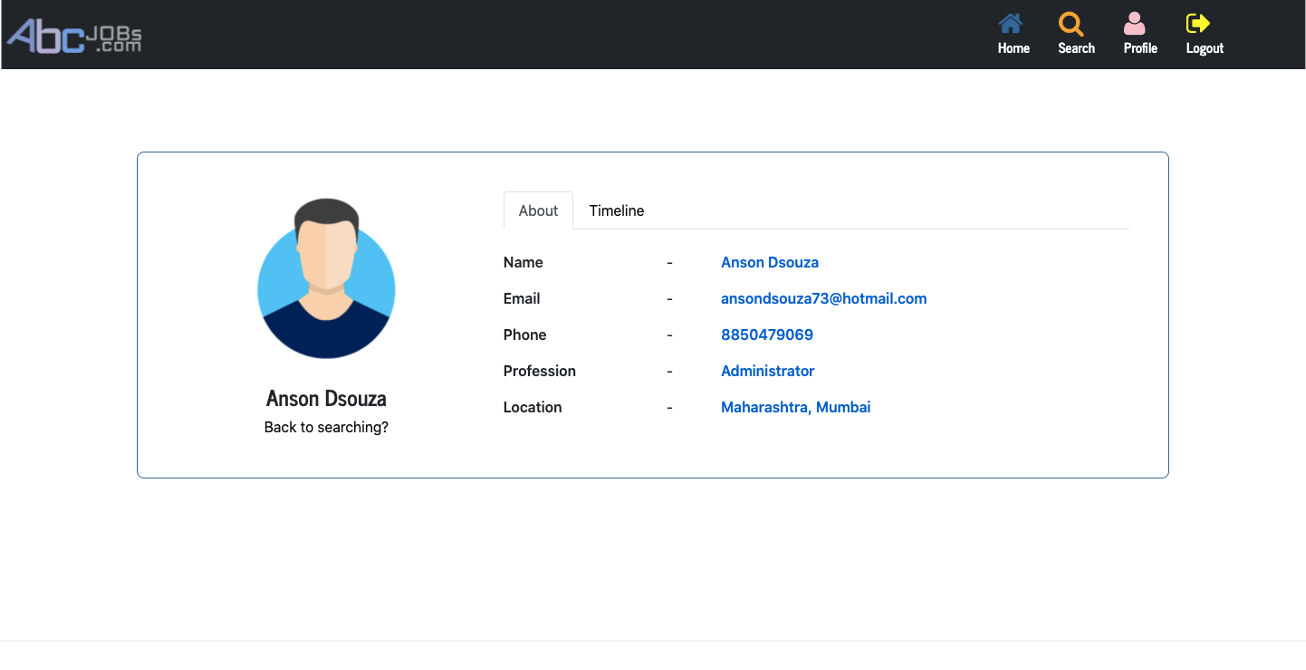 AbcJOBs.com
Home Search Profile Logout
About Timeline
Name - Anson Dsouza
Email - ansondsouza73@hotmail.com
Phone - 8850479069
Profession - Administrator
Location - Maharashtra, Mumbai
Anson Dsouza
Back to searching?